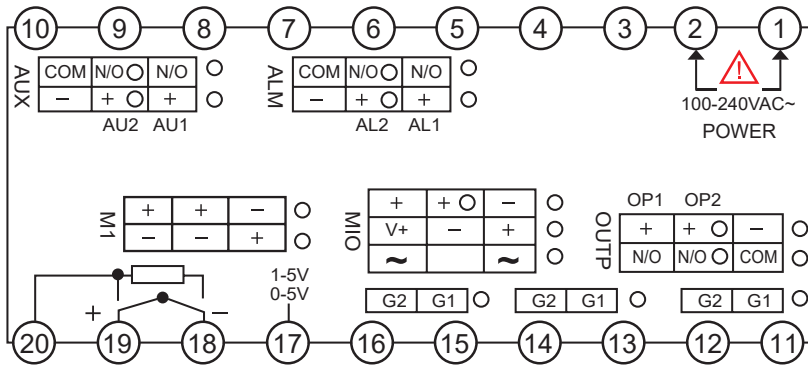 10 9 8 7 6 5 4 3 2 1
AUX
COM N/O N/O
− + +
AU2 AU1
ALM
COM N/O N/O
− + +
AL2 AL1
100-240VAC~
POWER
M1
+ + −
− − +
MIO
+ + −
V+ − +
~ ~
OP1 OP2
OUTP
+ + −
N/O N/O COM
1-5V
0-5V
+ −
G2 G1
G2 G1
G2 G1
20 19 18 17 16 15 14 13 12 11